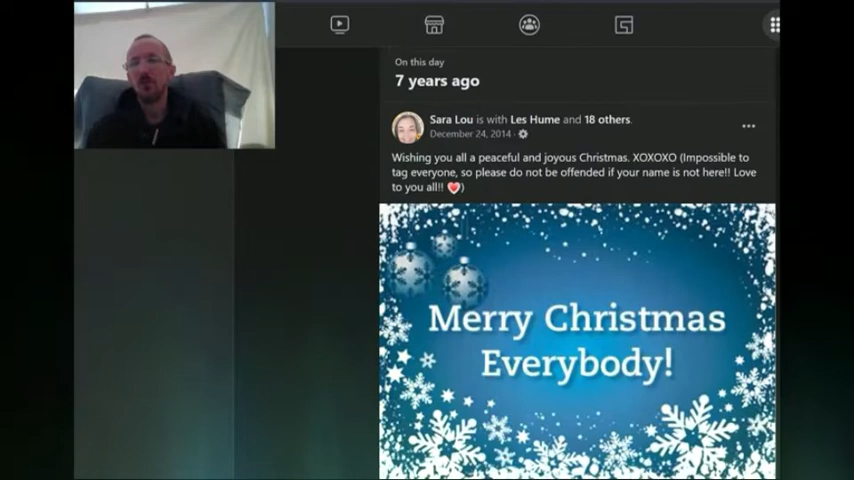 On this day
7 years ago
Sara Lou is with Les Hume and 18 others.
December 24, 2014 ·
Wishing you all a peaceful and joyous Christmas. XOXOXO (Impossible to
tag everyone, so please do not be offended if your name is not here!! Love
to you all!! ❤️)
Merry Christmas
Everybody!